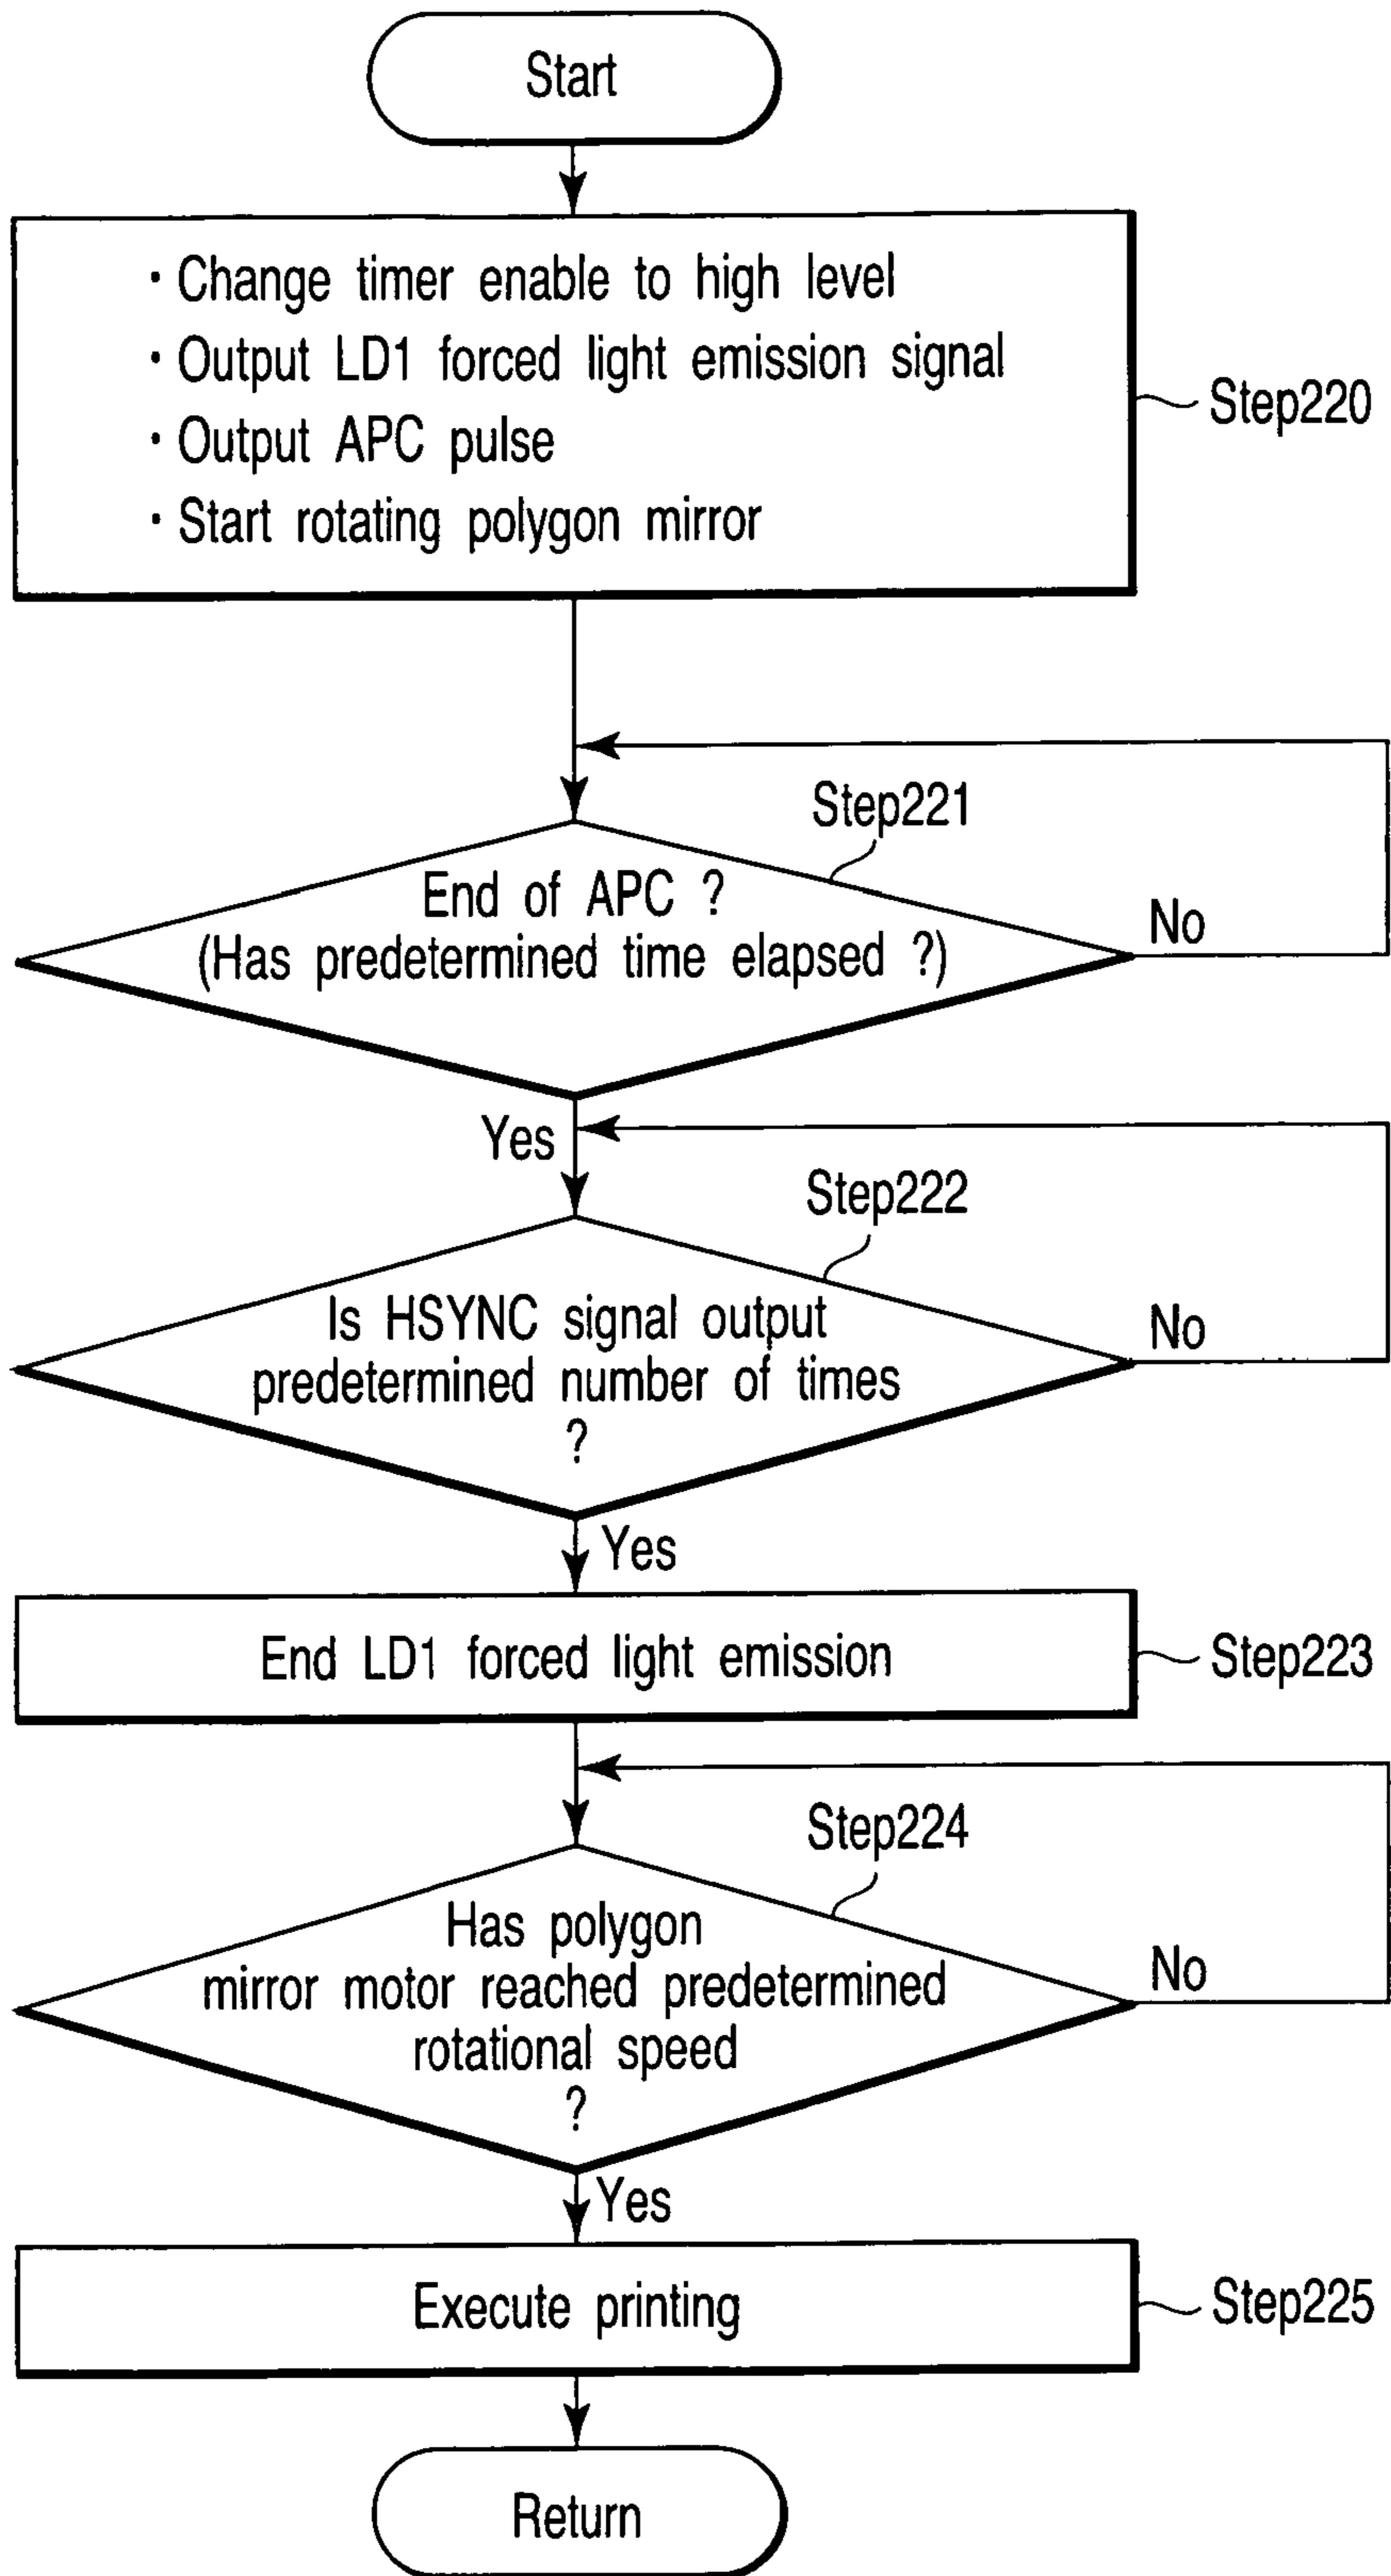 Start
· Change timer enable to high level
· Output LD1 forced light emission signal
· Output APC pulse
· Start rotating polygon mirror
Step220
Step221
End of APC ?
(Has predetermined time elapsed ?)
No
Yes
Step222
Is HSYNC signal output
predetermined number of times
?
No
Yes
End LD1 forced light emission
Step223
Step224
Has polygon
mirror motor reached predetermined
rotational speed
?
No
Yes
Execute printing
Step225
Return